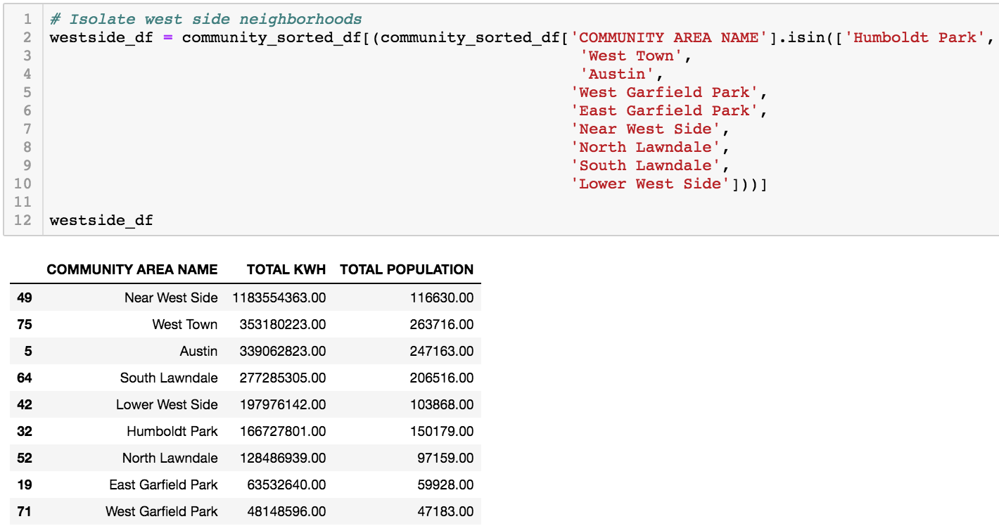 1 # Isolate west side neighborhoods
2 westside_df = community_sorted_df[(community_sorted_df['COMMUNITY AREA NAME'].isin(['Humboldt Park',
3 'West Town',
4 'Austin',
5 'West Garfield Park',
6 'East Garfield Park',
7 'Near West Side',
8 'North Lawndale',
9 'South Lawndale',
10 'Lower West Side']))]
11
12 westside_df
COMMUNITY AREA NAME TOTAL KWH TOTAL POPULATION
49 Near West Side 1183554363.00 116630.00
75 West Town 353180223.00 263716.00
5 Austin 339062823.00 247163.00
64 South Lawndale 277285305.00 206516.00
42 Lower West Side 197976142.00 103868.00
32 Humboldt Park 166727801.00 150179.00
52 North Lawndale 128486939.00 97159.00
19 East Garfield Park 63532640.00 59928.00
71 West Garfield Park 48148596.00 47183.00